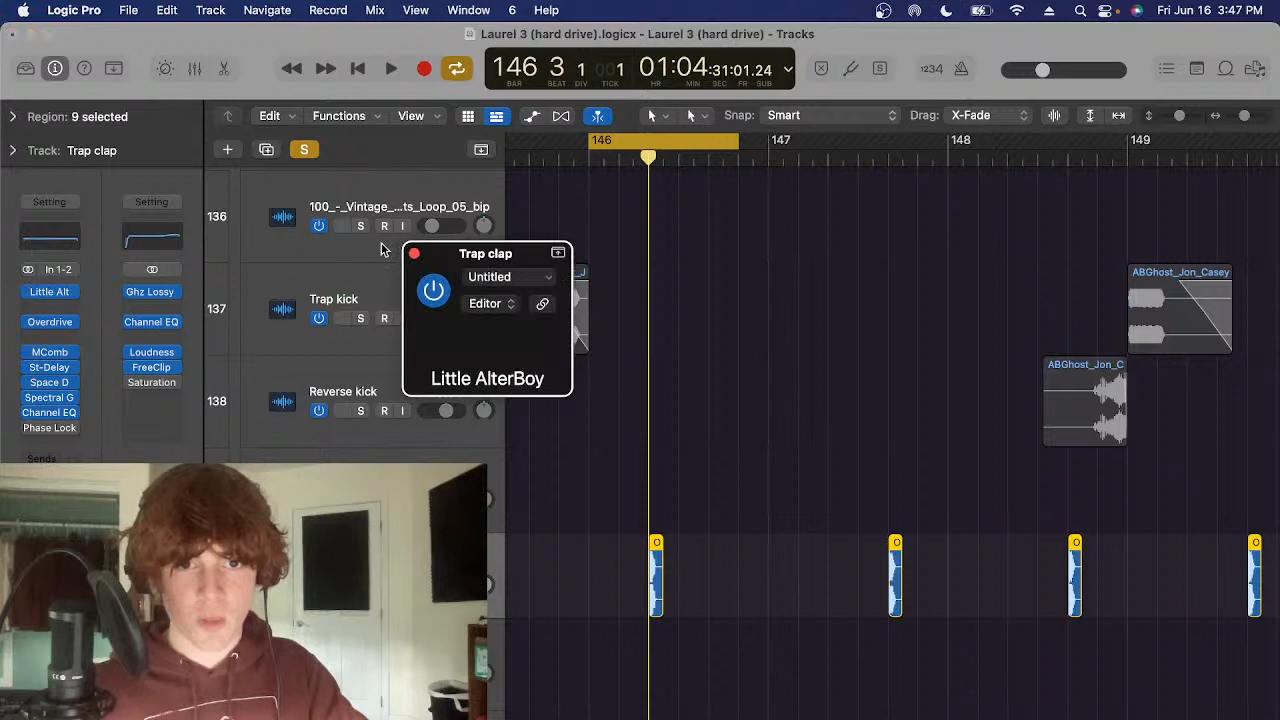 Logic Pro File Edit Track Navigate Record Mix View Window 6 Help Fri Jun 16 3:47 PM
Laurel 3 (hard drive).logicx - Laurel 3 (hard drive) - Tracks
146 3 1 001 1 01:04:31:01.24
BAR BEAT DIV TICK HR MIN SEC FR SUB
1234
Region: 9 selected
Edit Functions View Snap: Smart Drag: X-Fade
Track: Trap clap
S
146 147 148 149
Setting Setting
136
100_-_Vintage_...ts_Loop_05_bip
S R I
In 1-2
Little Alt Ghz Lossy
Overdrive Channel EQ
MComb Loudness
St-Delay FreeClip
Space D Saturation
Spectral G
Channel EQ
Phase Lock
Sends
137
Trap kick
S R
138
Reverse kick
S R I
Trap clap
Untitled
Editor
Little AlterBoy
_J
ABGhost_Jon_Casey
ABGhost_Jon_C
O O O O